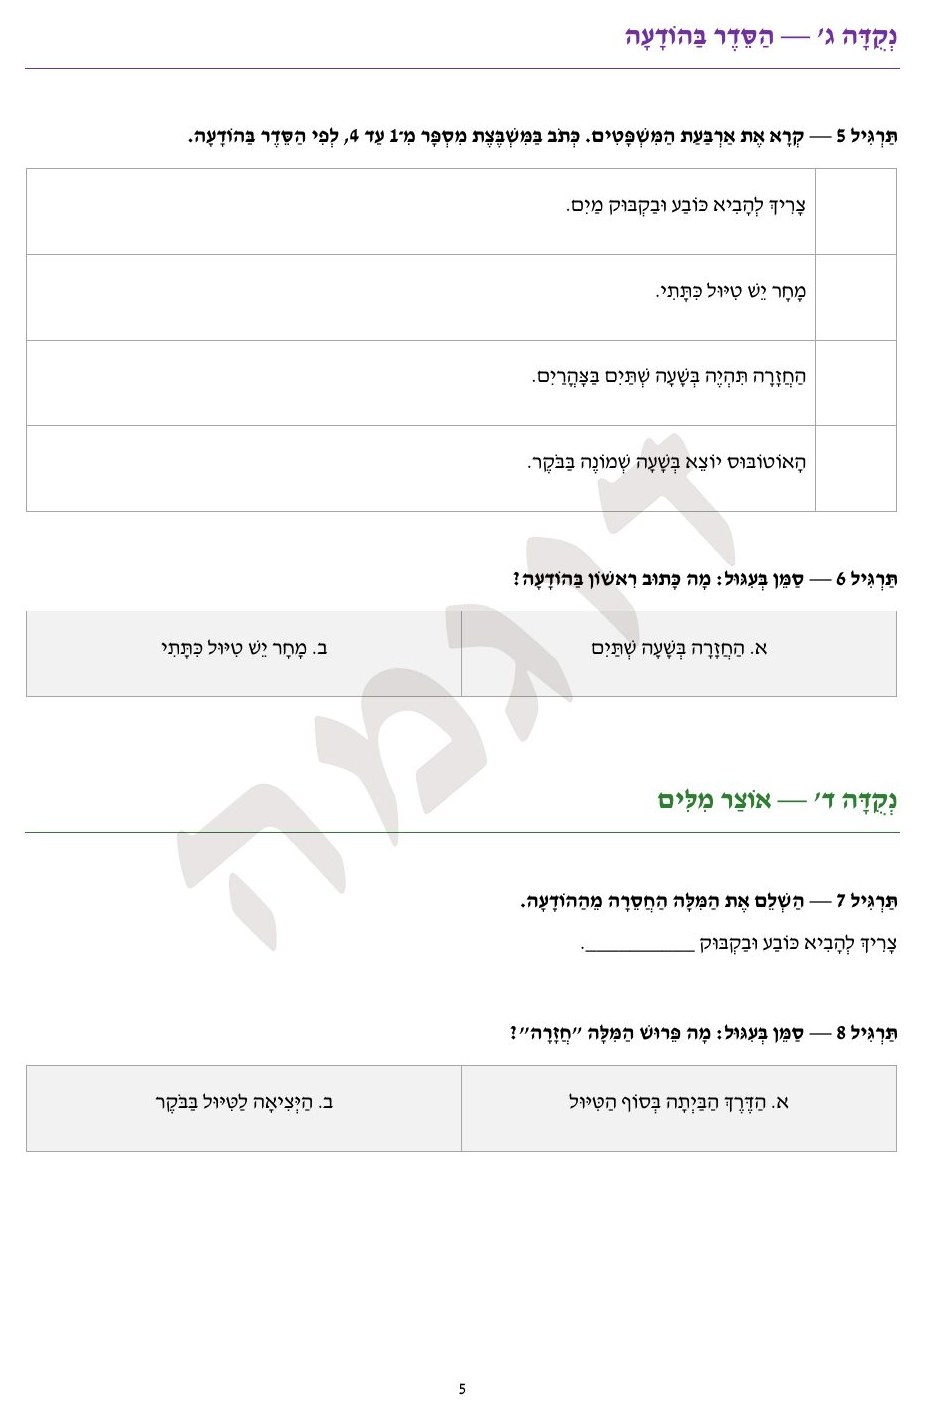 נְקֻדָּה ג׳ — הַסֵּדֶר בַּהוֹדָעָה
תַּרְגִּיל 5 — קְרָא אֶת אַרְבַּעַת הַמִּשְׁפָּטִים. כְּתֹב בַּמִּשְׁבֶּצֶת מִסְפָּר מִ־1 עַד 4, לְפִי הַסֵּדֶר בַּהוֹדָעָה.
צָרִיךְ לְהָבִיא כּוֹבַע וּבַקְבּוּק מַיִם.
מָחָר יֵשׁ טִיּוּל כִּתָּתִי.
הַחֲזָרָה תִּהְיֶה בְּשָׁעָה שְׁתַּיִם בַּצָּהֳרַיִם.
הָאוֹטוֹבּוּס יוֹצֵא בְּשָׁעָה שְׁמוֹנֶה בַּבֹּקֶר.
תַּרְגִּיל 6 — סַמֵּן בְּעִגּוּל: מָה כָּתוּב רִאשׁוֹן בַּהוֹדָעָה?
א. הַחֲזָרָה בְּשָׁעָה שְׁתַּיִם
ב. מָחָר יֵשׁ טִיּוּל כִּתָּתִי
דוגמה
נְקֻדָּה ד׳ — אוֹצַר מִלִּים
תַּרְגִּיל 7 — הַשְׁלֵם אֶת הַמִּלָּה הַחֲסֵרָה מֵהַהוֹדָעָה.
צָרִיךְ לְהָבִיא כּוֹבַע וּבַקְבּוּק __________.
תַּרְגִּיל 8 — סַמֵּן בְּעִגּוּל: מָה פֵּרוּשׁ הַמִּלָּה ״חֲזָרָה״?
א. הַדֶּרֶךְ הַבַּיְתָה בְּסוֹף הַטִּיּוּל
ב. הַיְּצִיאָה לַטִּיּוּל בַּבֹּקֶר
5